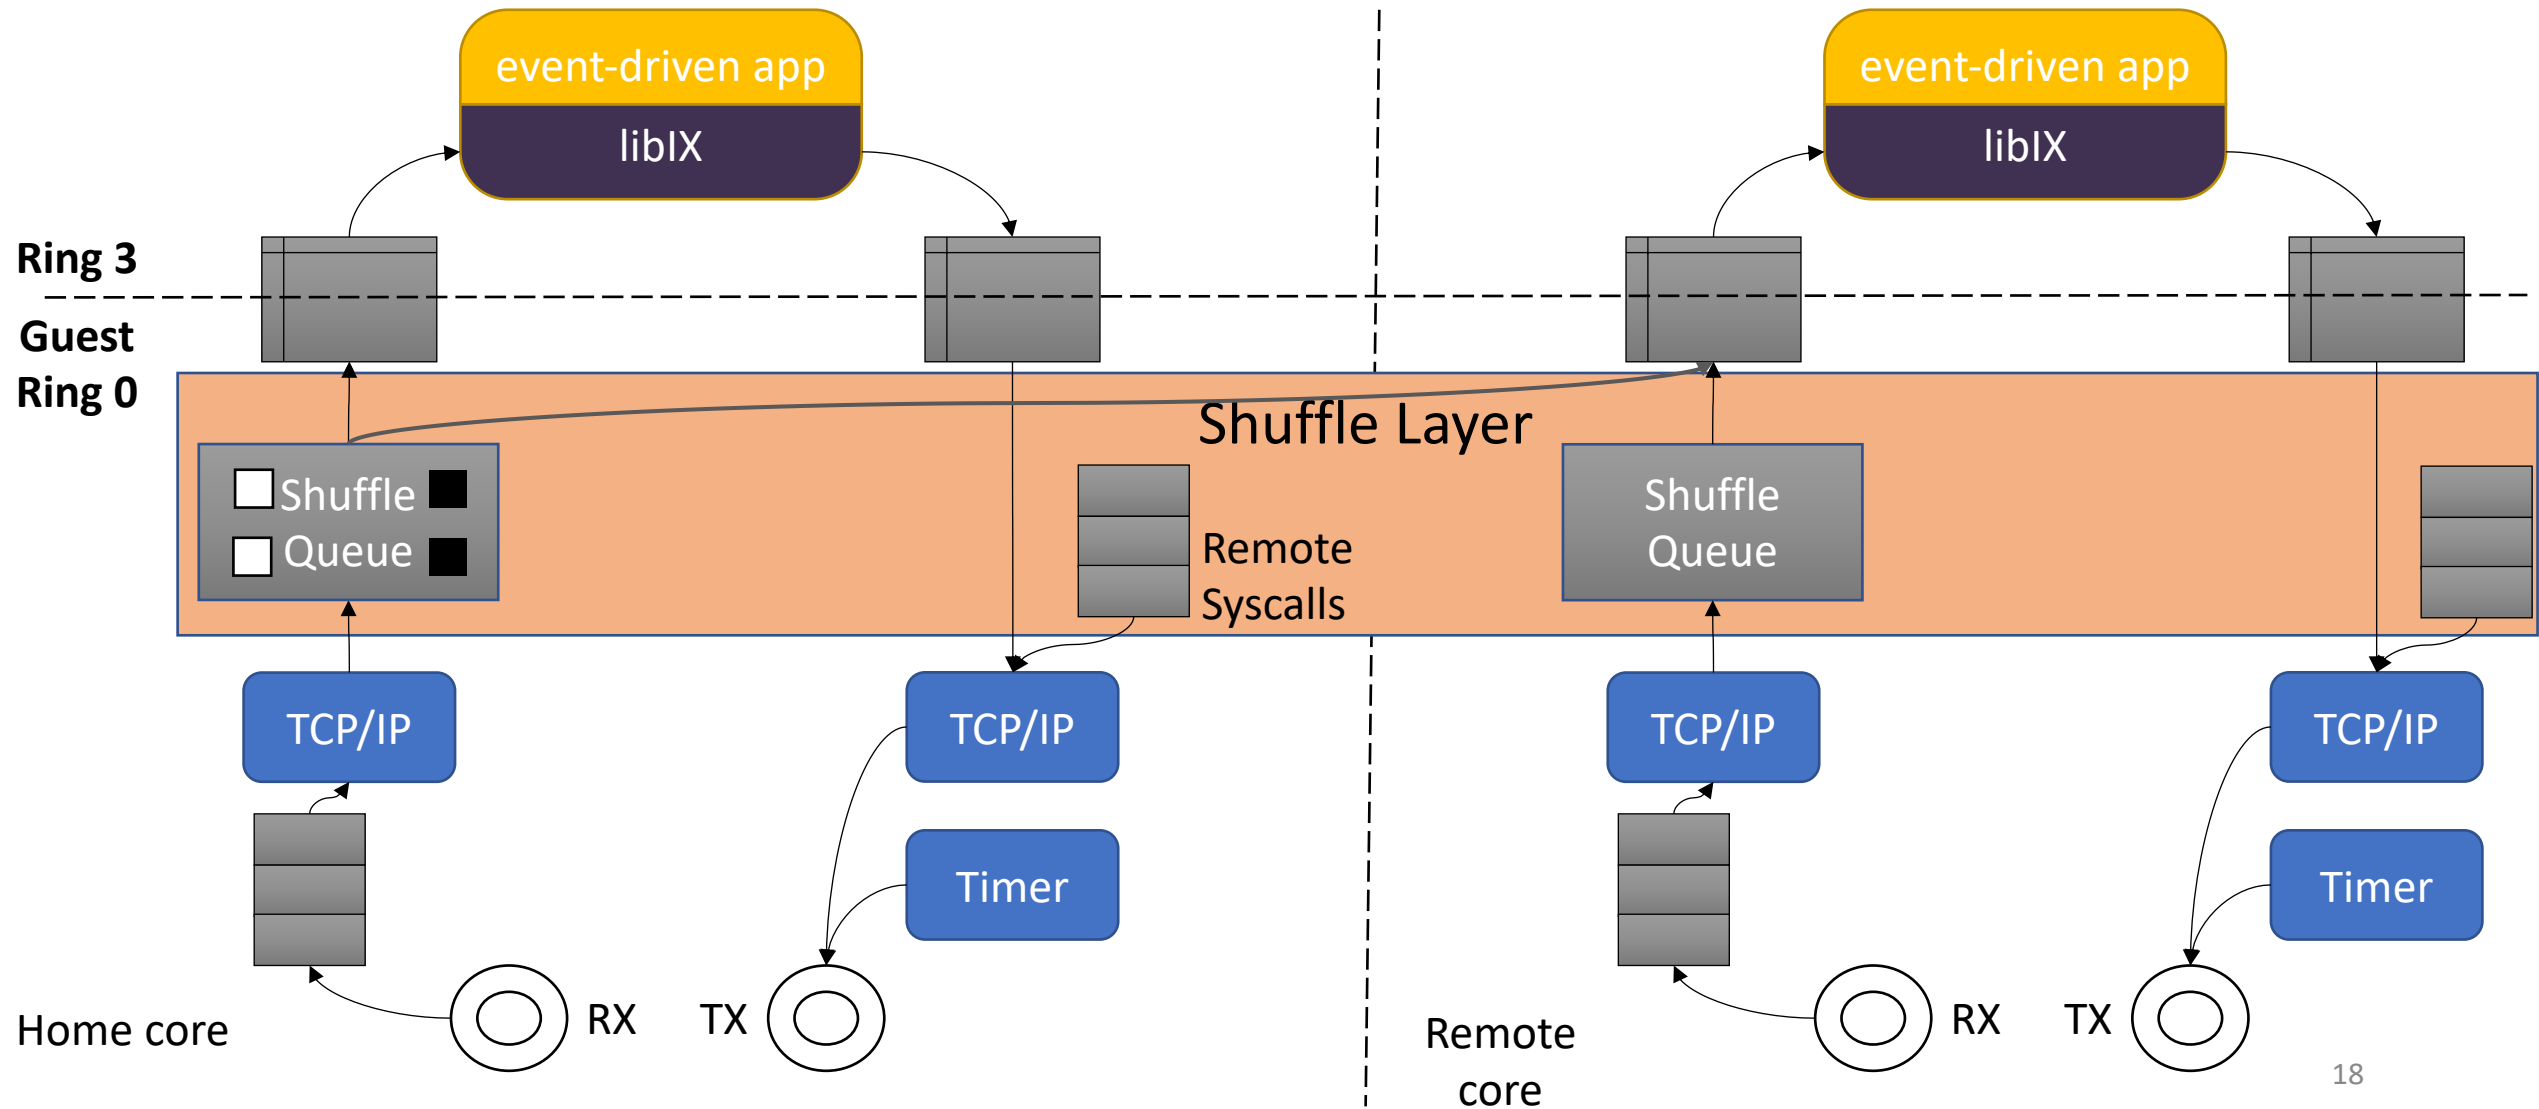 event-driven app
libIX
event-driven app
libIX
Ring 3
Guest
Ring 0
Shuffle Layer
Shuffle
Queue
Remote
Syscalls
Shuffle
Queue
TCP/IP
TCP/IP
TCP/IP
TCP/IP
Timer
Timer
Home core
RX
TX
Remote
core
RX
TX
18